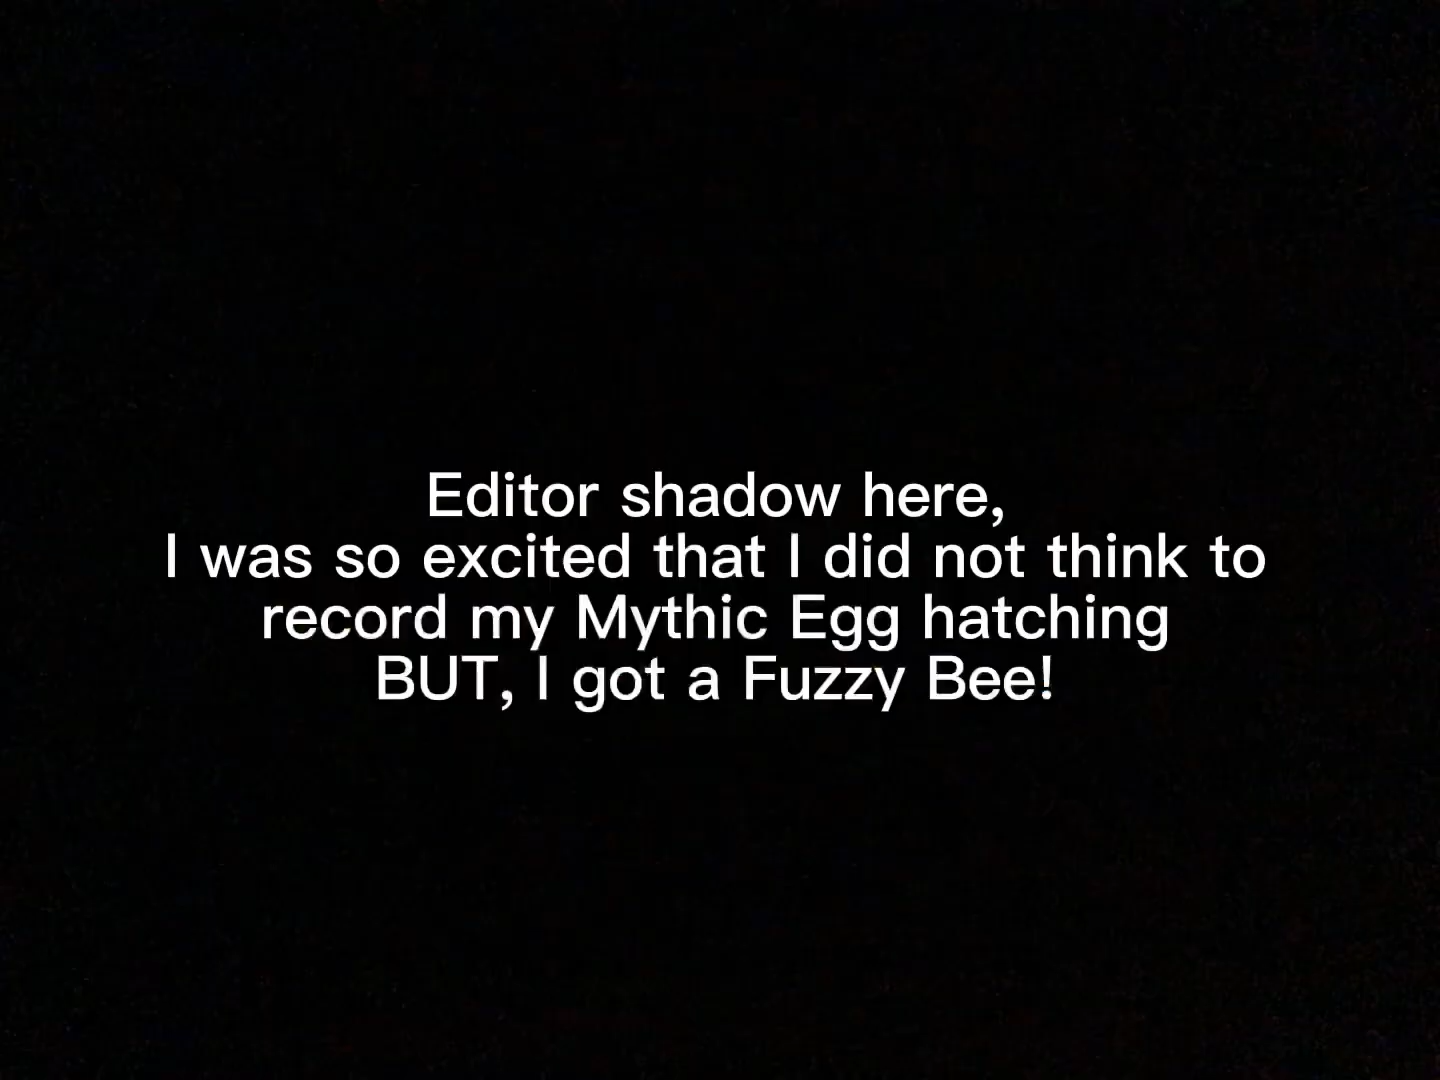 Editor shadow here,
I was so excited that I did not think to
record my Mythic Egg hatching
BUT, I got a Fuzzy Bee!